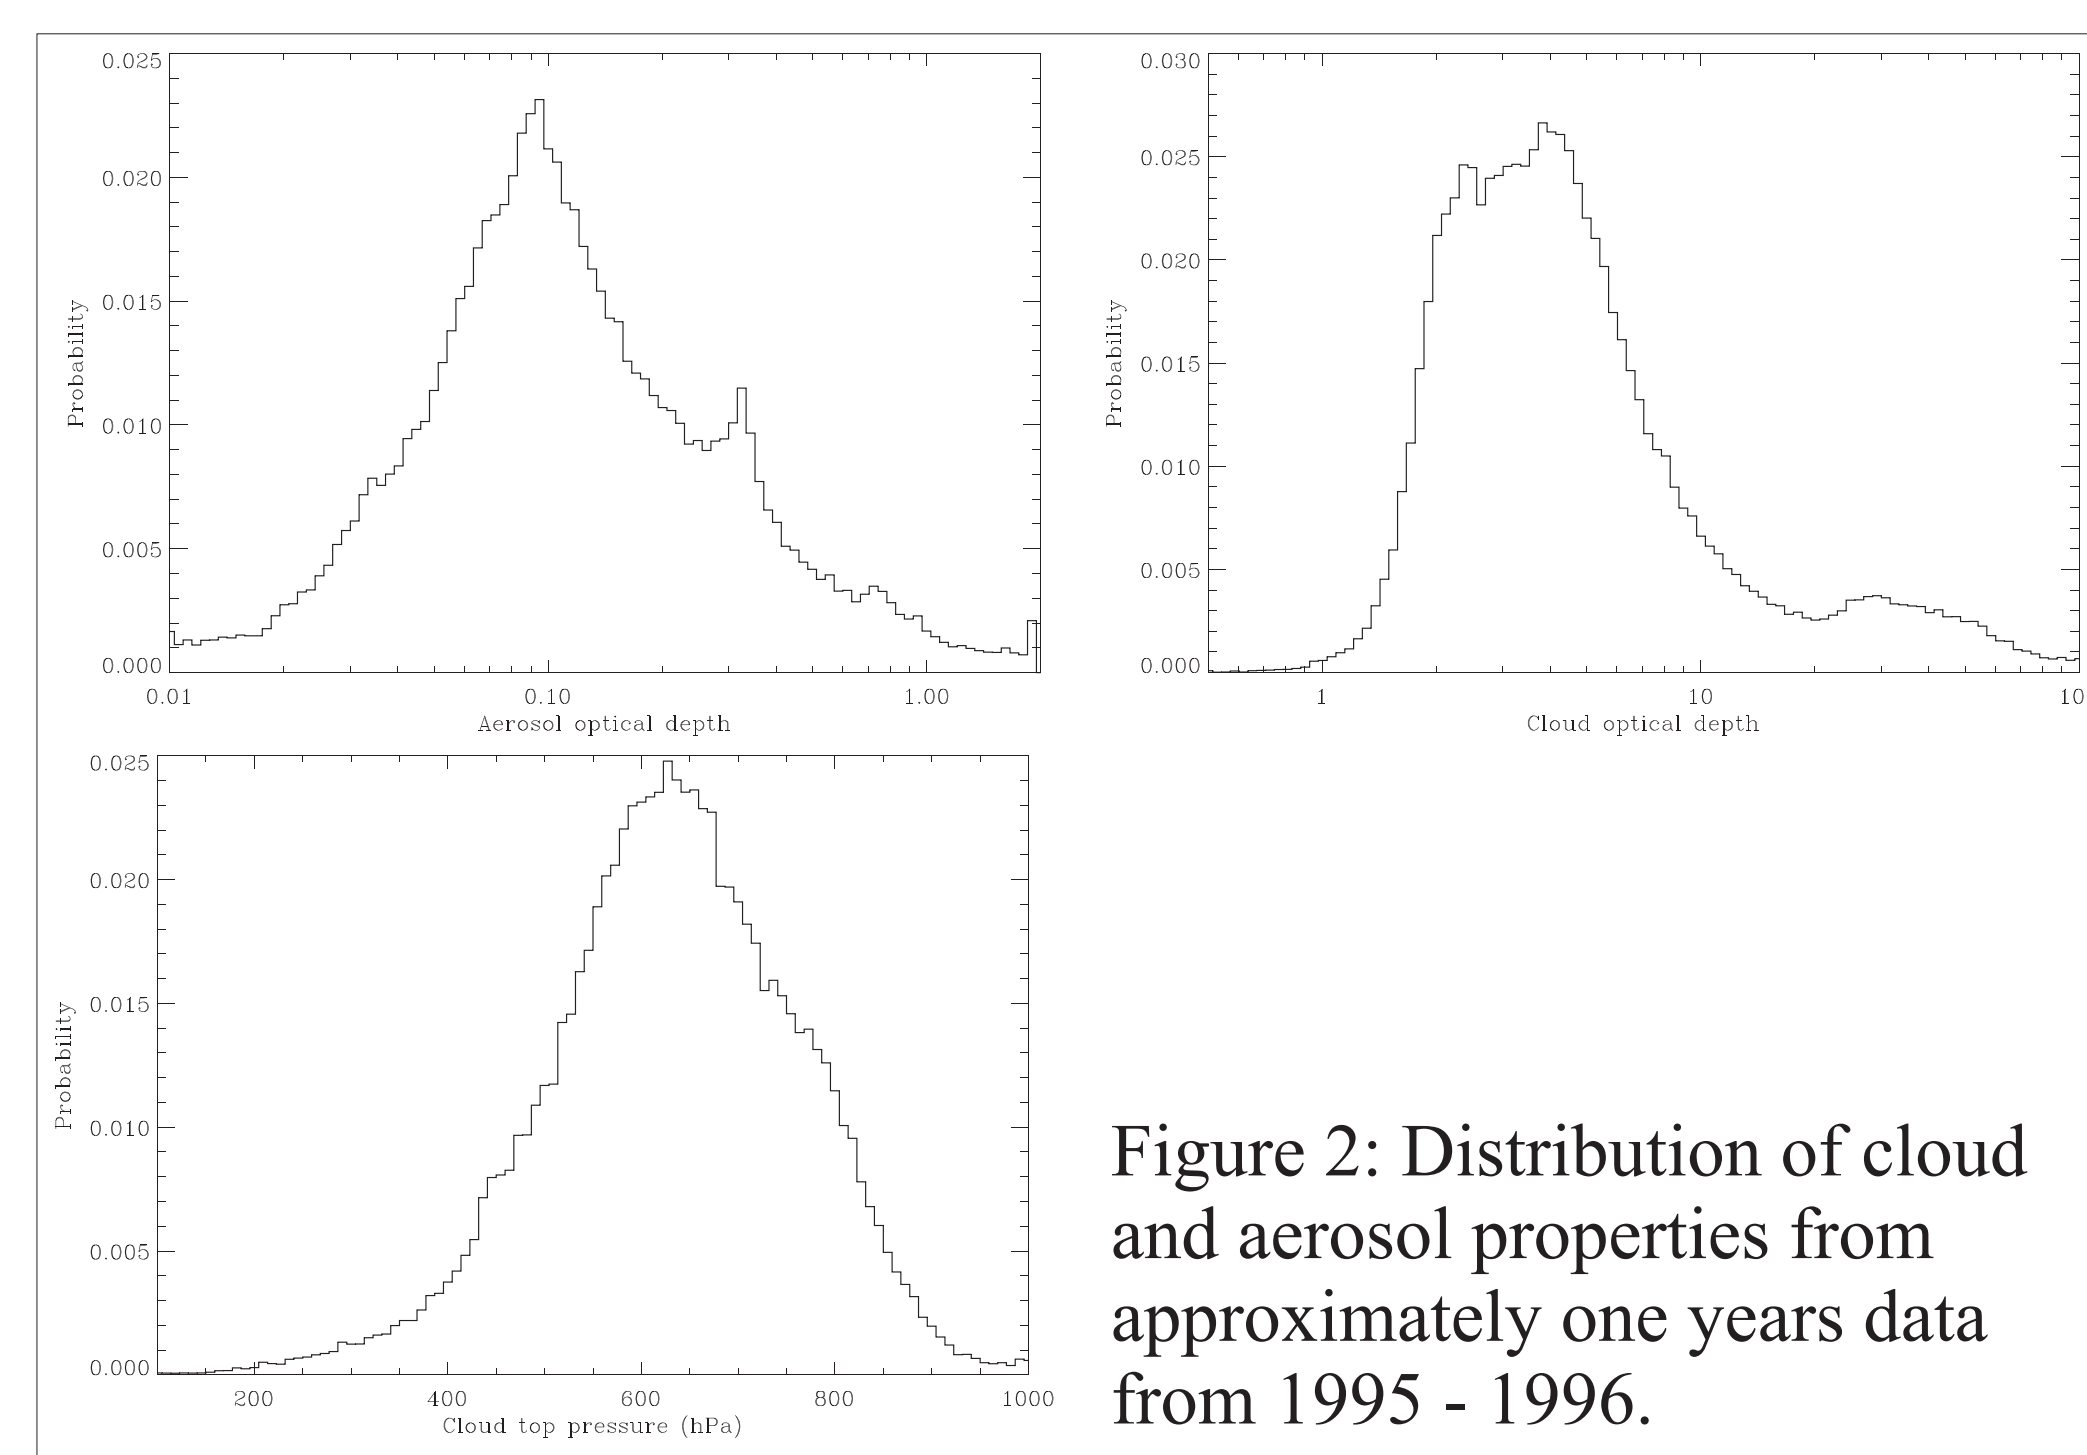 0.025
0.020
0.015
0.010
0.005
0.000
Probability
0.01 0.10 1.00
Aerosol optical depth
0.030
0.025
0.020
0.015
0.010
0.005
0.000
Probability
1 10 10
Cloud optical depth
0.025
0.020
0.015
0.010
0.005
0.000
Probability
200 400 600 800 1000
Cloud top pressure (hPa)
Figure 2: Distribution of cloud
and aerosol properties from
approximately one years data
from 1995 - 1996.